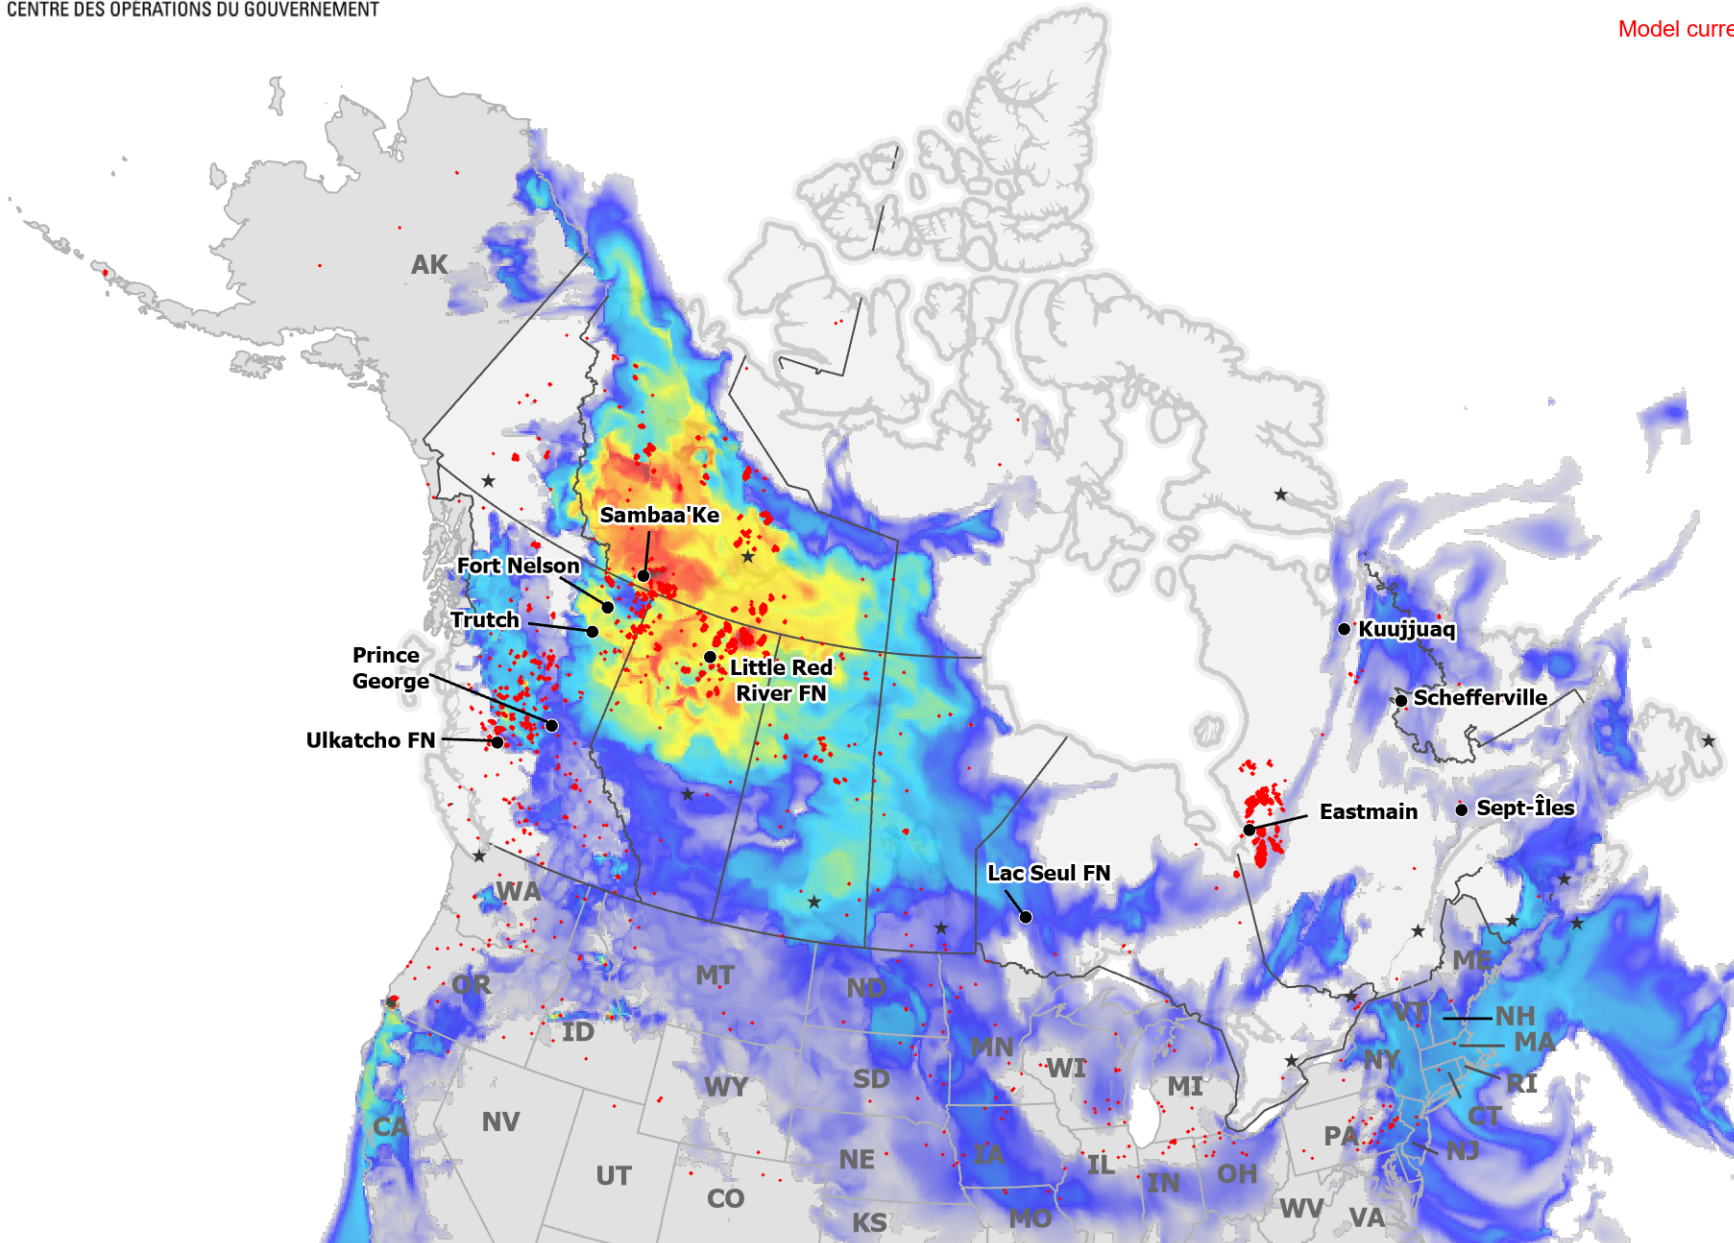 CENTRE DES OPÉRATIONS DU GOUVERNEMENT
Model curre
AK
Sambaa'Ke
Fort Nelson
Trutch
Prince
George
Little Red
River FN
Ulkatcho FN
Kuujjuaq
Schefferville
Sept-Îles
Eastmain
Lac Seul FN
WA
OR
ID
MT
ND
MN
WI
MI
ME
VT
NH
MA
NY
RI
CT
NJ
PA
SD
WY
NV
CA
UT
CO
NE
IA
IL
IN
OH
KS
MO
WV
VA